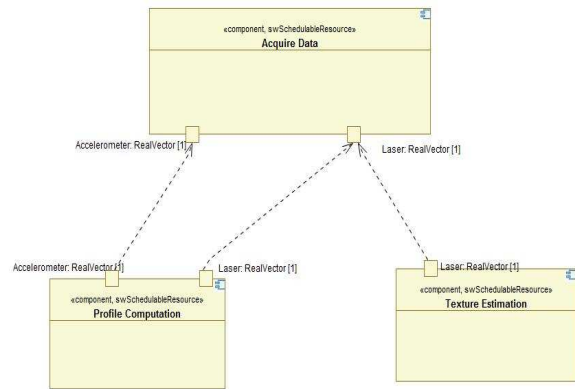 «component, swSchedulableResource»
Acquire Data
Accelerometer: RealVector [1]
Laser: RealVector [1]
Accelerometer: RealVector [1]
Laser: RealVector [1]
Laser: RealVector [1]
«component, swSchedulableResource»
Profile Computation
«component, swSchedulableResource»
Texture Estimation